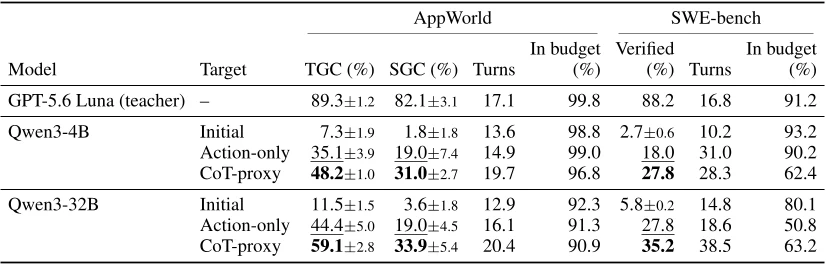 AppWorld SWE-bench
In budget Verified In budget
Model Target TGC (%) SGC (%) Turns (%) (%) Turns (%)
GPT-5.6 Luna (teacher) – 89.3±1.2 82.1±3.1 17.1 99.8 88.2 16.8 91.2
Qwen3-4B Initial 7.3±1.9 1.8±1.8 13.6 98.8 2.7±0.6 10.2 93.2
Action-only 35.1±3.9 19.0±7.4 14.9 99.0 18.0 31.0 90.2
CoT-proxy 48.2±1.0 31.0±2.7 19.7 96.8 27.8 28.3 62.4
Qwen3-32B Initial 11.5±1.5 3.6±1.8 12.9 92.3 5.8±0.2 14.8 80.1
Action-only 44.4±5.0 19.0±4.5 16.1 91.3 27.8 18.6 50.8
CoT-proxy 59.1±2.8 33.9±5.4 20.4 90.9 35.2 38.5 63.2